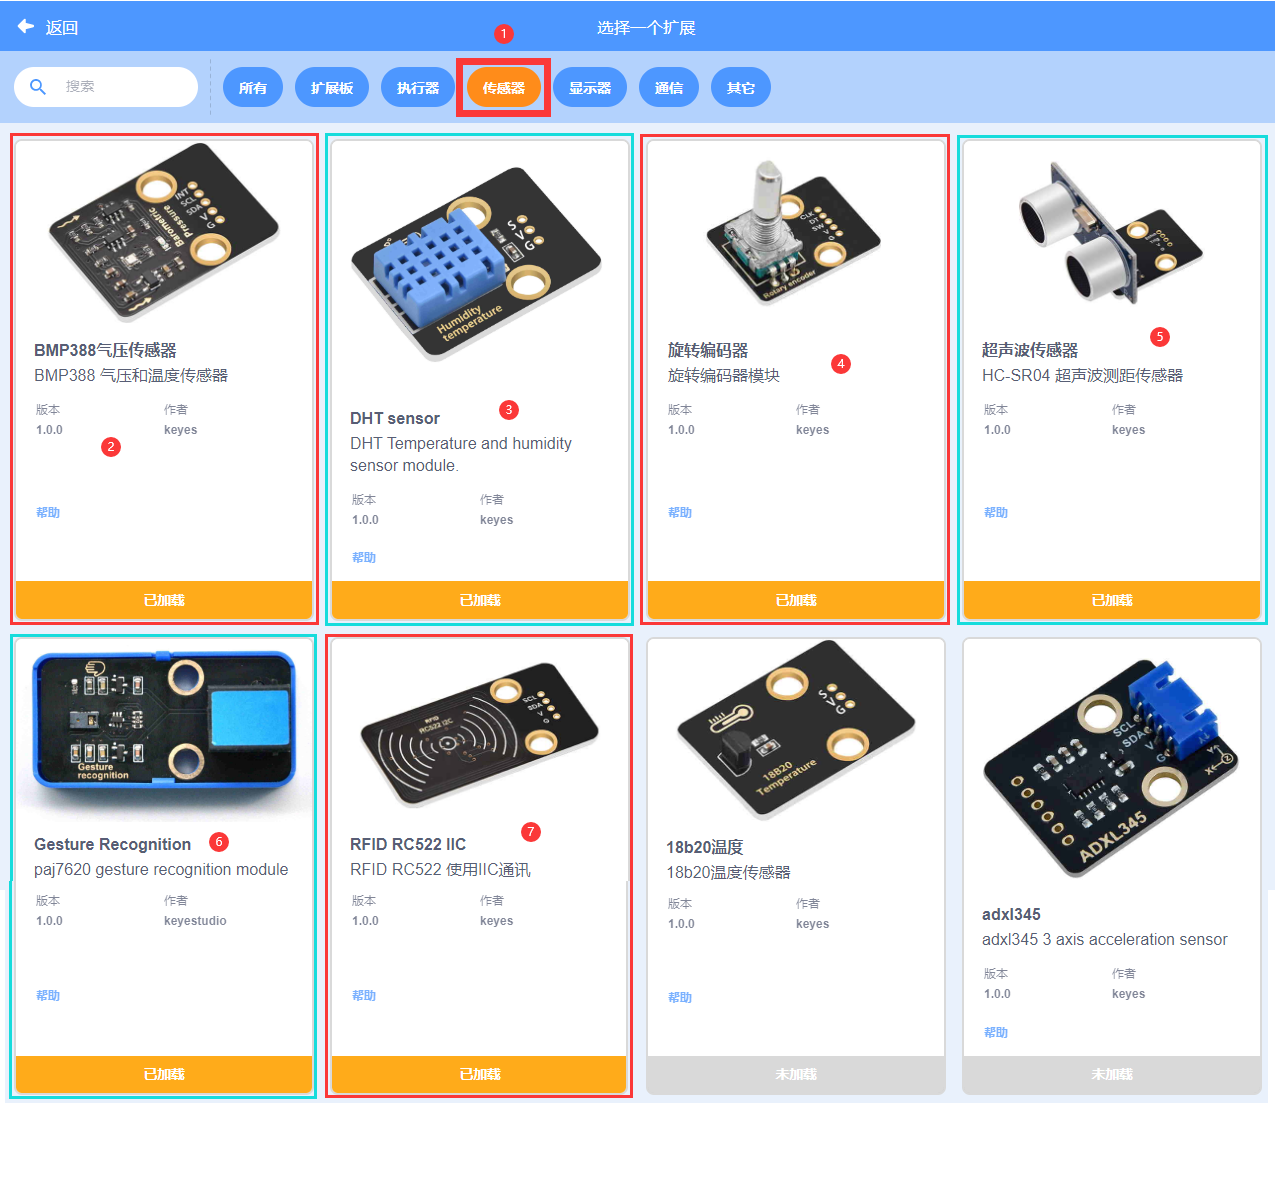 返回
选择一个扩展
1
搜索
所有
扩展板
执行器
传感器
显示器
通信
其它
INT
SCL
SDA
V
G
Barometric
Pressure
BMP388气压传感器
BMP388 气压和温度传感器
版本
作者
1.0.0
keyes
2
帮助
已加载
S
V
G
Humidity
temperature
3
DHT sensor
DHT Temperature and humidity
sensor module.
版本
作者
1.0.0
keyes
帮助
已加载
CLK
DT
SW
V
G
Rotary encoder
旋转编码器
4
旋转编码器模块
版本
作者
1.0.0
keyes
帮助
已加载
5
超声波传感器
HC-SR04 超声波测距传感器
版本
作者
1.0.0
keyes
帮助
已加载
Gesture
recognition
Gesture Recognition
6
paj7620 gesture recognition module
版本
作者
1.0.0
keyestudio
帮助
已加载
RFID
RC522 I2C
SCL
SDA
V
G
7
RFID RC522 IIC
RFID RC522 使用IIC通讯
版本
作者
1.0.0
keyes
帮助
已加载
S
V
G
18B20
Temperature
18b20温度
18b20温度传感器
版本
作者
1.0.0
keyes
帮助
未加载
SCL
SDA
V
G
X
Y
Z
ADXL345
adxl345
adxl345 3 axis acceleration sensor
版本
作者
1.0.0
keyes
帮助
未加载